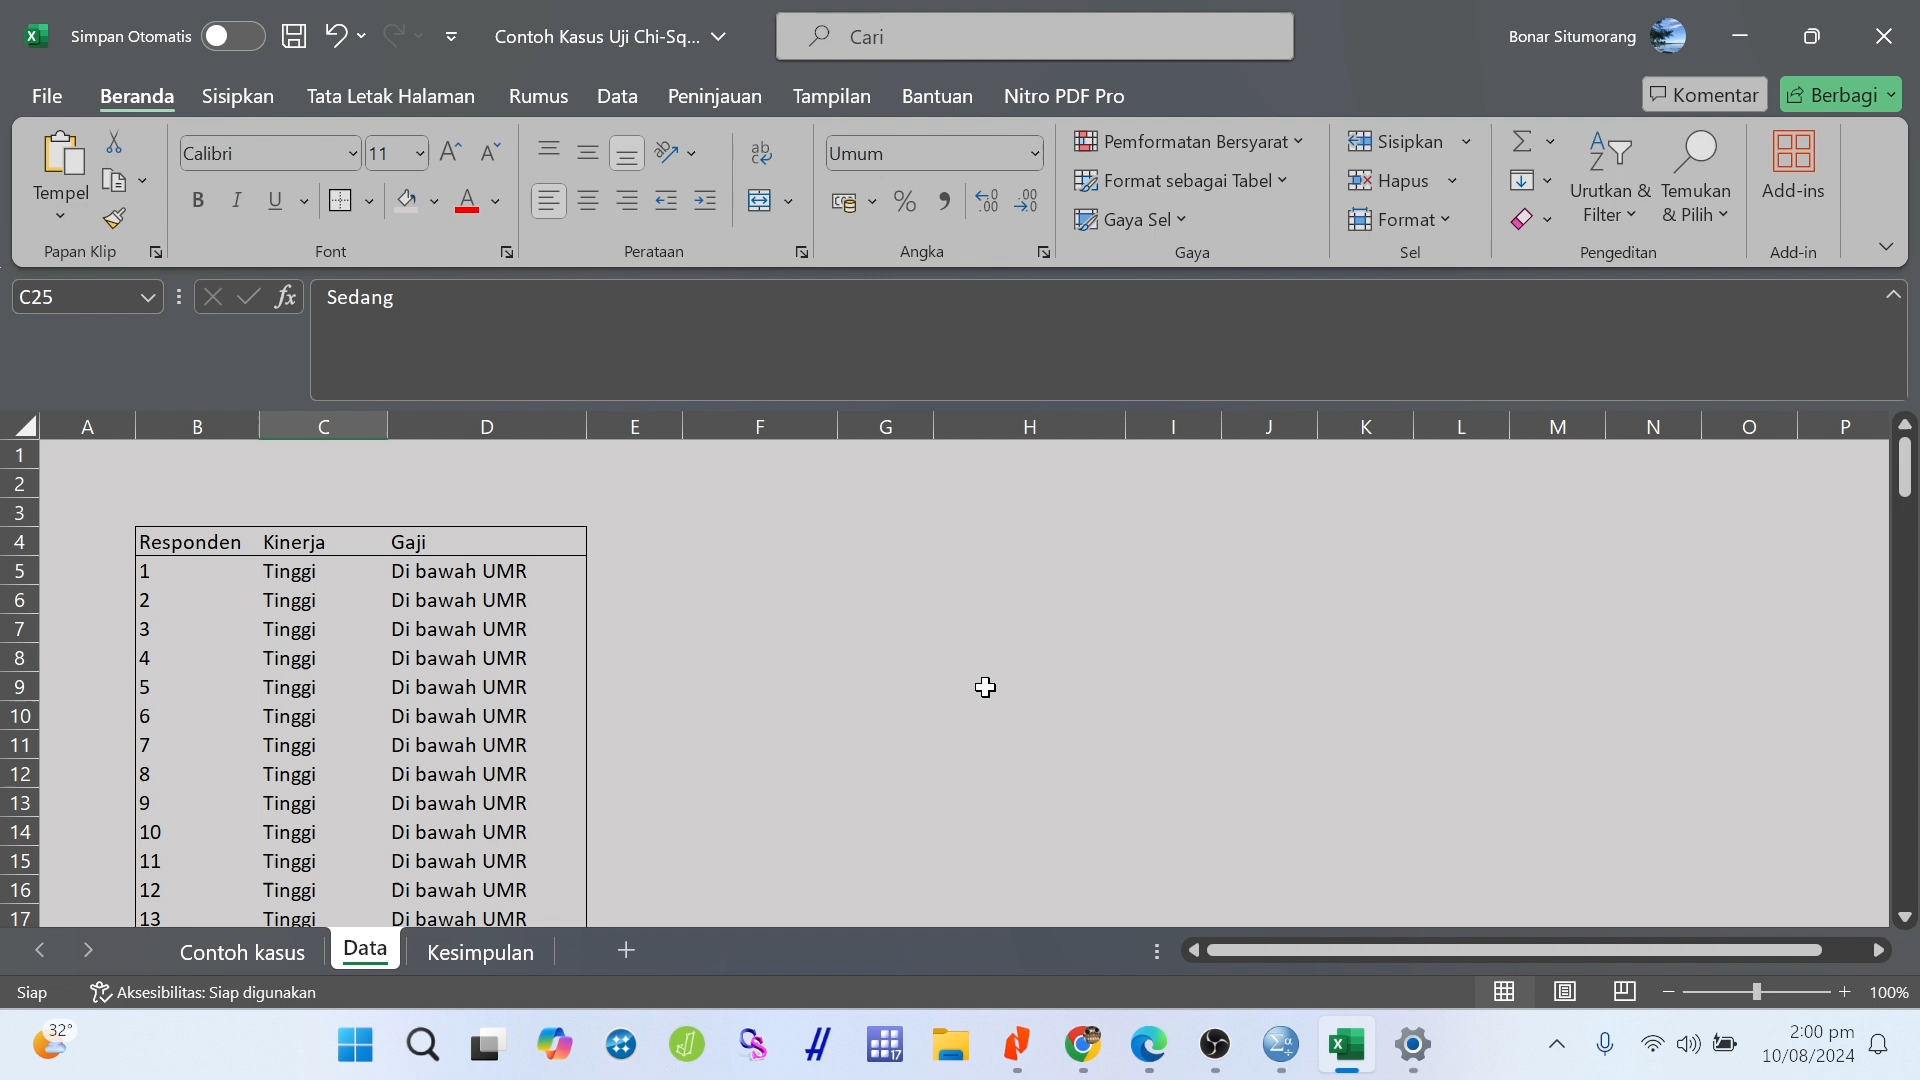 Simpan Otomatis
Contoh Kasus Uji Chi-Sq...
Cari
Bonar Situmorang
File Beranda Sisipkan Tata Letak Halaman Rumus Data Peninjauan Tampilan Bantuan Nitro PDF Pro
Komentar
Berbagi
Tempel
Papan Klip
Calibri 11
B I U
A
Font
ab
Perataan
Umum
Angka
Pemformatan Bersyarat
Format sebagai Tabel
Gaya Sel
Gaya
Sisipkan
Hapus
Format
Sel
Urutkan & Filter
Temukan & Pilih
Pengeditan
Add-ins
Add-in
C25
fx
Sedang
A B C D E F G H I J K L M N O P
1
2
3
4 Responden Kinerja Gaji
5 1 Tinggi Di bawah UMR
6 2 Tinggi Di bawah UMR
7 3 Tinggi Di bawah UMR
8 4 Tinggi Di bawah UMR
9 5 Tinggi Di bawah UMR
10 6 Tinggi Di bawah UMR
11 7 Tinggi Di bawah UMR
12 8 Tinggi Di bawah UMR
13 9 Tinggi Di bawah UMR
14 10 Tinggi Di bawah UMR
15 11 Tinggi Di bawah UMR
16 12 Tinggi Di bawah UMR
17 13 Tinggi Di bawah UMR
Contoh kasus Data Kesimpulan
Siap
Aksesibilitas: Siap digunakan
100%
32°
17
2:00 pm
10/08/2024